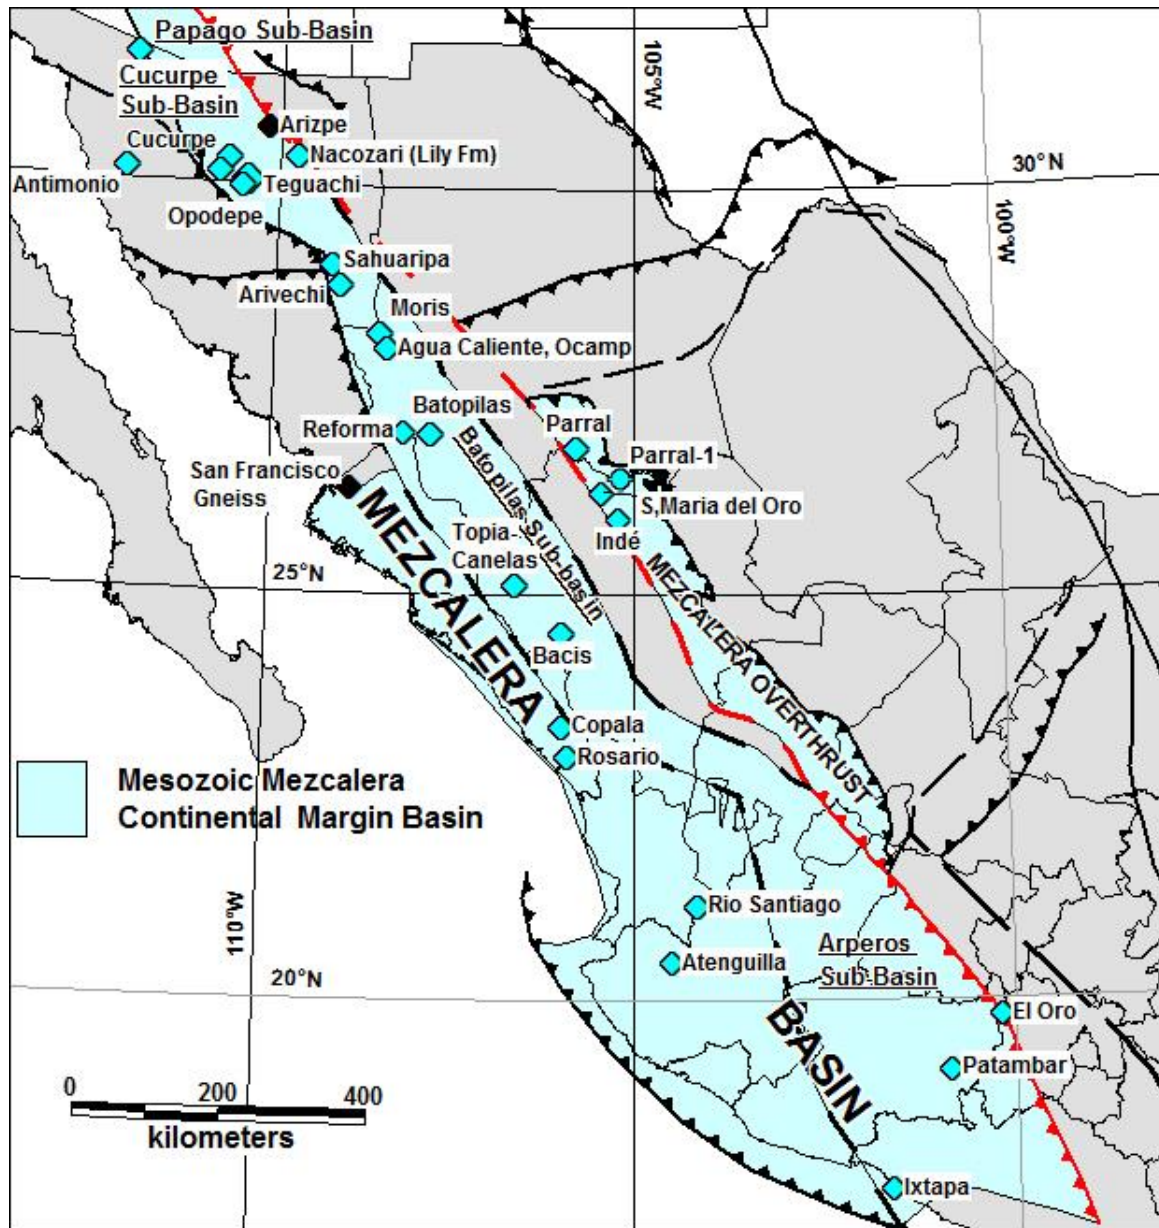 Papago Sub-Basin
Cucurpe
Sub-Basin
105°W
Arizpe
Cucurpe
Nacozari (Lily Fm)
30°N
Antimonio
Teguachi
Opodepe
100°W
Sahuaripa
Arivechi
Moris
Agua Caliente, Ocamp
Batopilas
Reforma
Parral
Parral-1
San Francisco
Gneiss
S,Maria del Oro
Batopilas Sub-basin
MEZCALERA
Topia-
Canelas
Indé
25°N
MEZCALERA OVERTHRUST
Bacis
Copala
Rosario
Mesozoic Mezcalera
Continental Margin Basin
110°W
Rio Santiago
Arperos
Sub-Basin
Atenguilla
20°N
BASIN
El Oro
Patambar
0 200 400
kilometers
Ixtapa